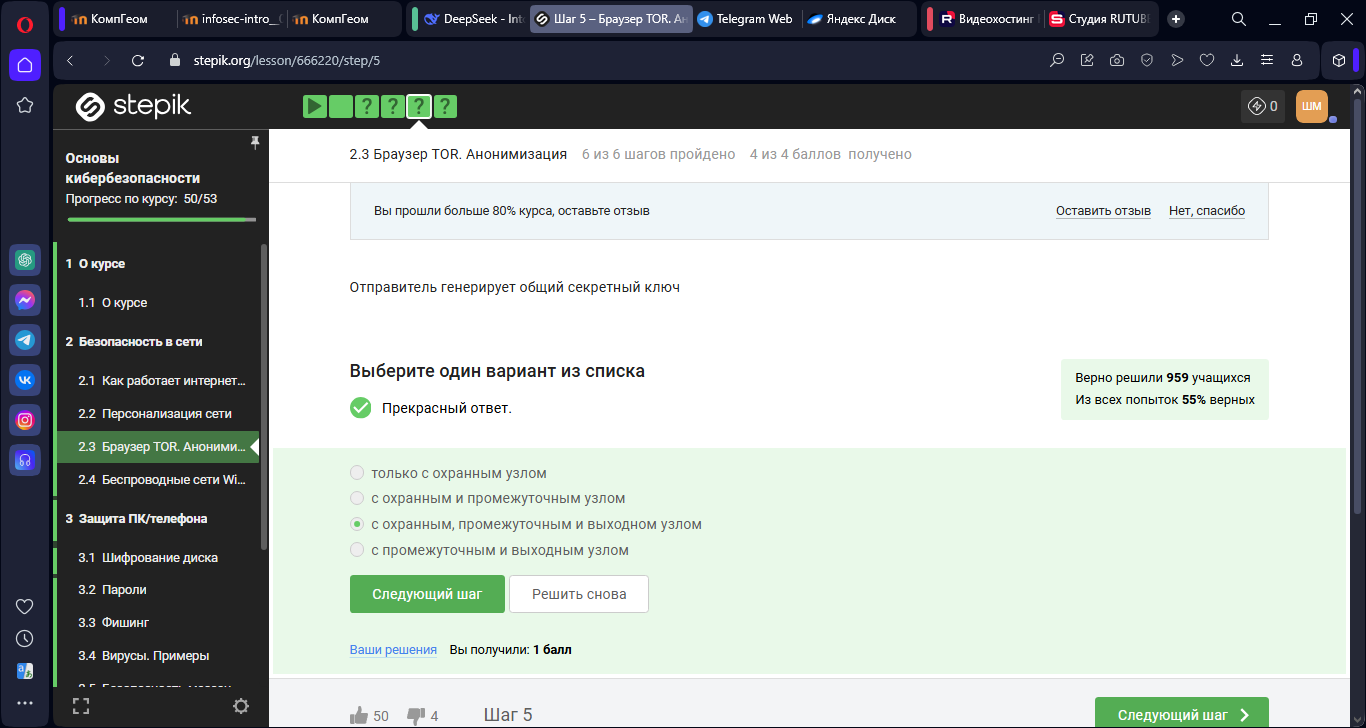 КомпГеом
infosec-intro__
КомпГеом
DeepSeek - Int
Шаг 5 – Браузер TOR. Ан
Telegram Web
Яндекс Диск
Видеохостинг
Студия RUTUB
stepik.org/lesson/666220/step/5
stepik
? ? ? ?
0
ШМ
Основы
кибербезопасности
Прогресс по курсу: 50/53
1 О курсе
1.1 О курсе
2 Безопасность в сети
2.1 Как работает интернет...
2.2 Персонализация сети
2.3 Браузер TOR. Аноними...
2.4 Беспроводные сети Wi...
3 Защита ПК/телефона
3.1 Шифрование диска
3.2 Пароли
3.3 Фишинг
3.4 Вирусы. Примеры
2.3 Браузер TOR. Анонимизация 6 из 6 шагов пройдено 4 из 4 баллов получено
Вы прошли больше 80% курса, оставьте отзыв
Оставить отзыв
Нет, спасибо
Отправитель генерирует общий секретный ключ
Выберите один вариант из списка
Прекрасный ответ.
Верно решили 959 учащихся
Из всех попыток 55% верных
только с охранным узлом
с охранным и промежуточным узлом
с охранным, промежуточным и выходном узлом
с промежуточным и выходным узлом
Следующий шаг
Решить снова
Ваши решения Вы получили: 1 балл
50
4
Шаг 5
Следующий шаг